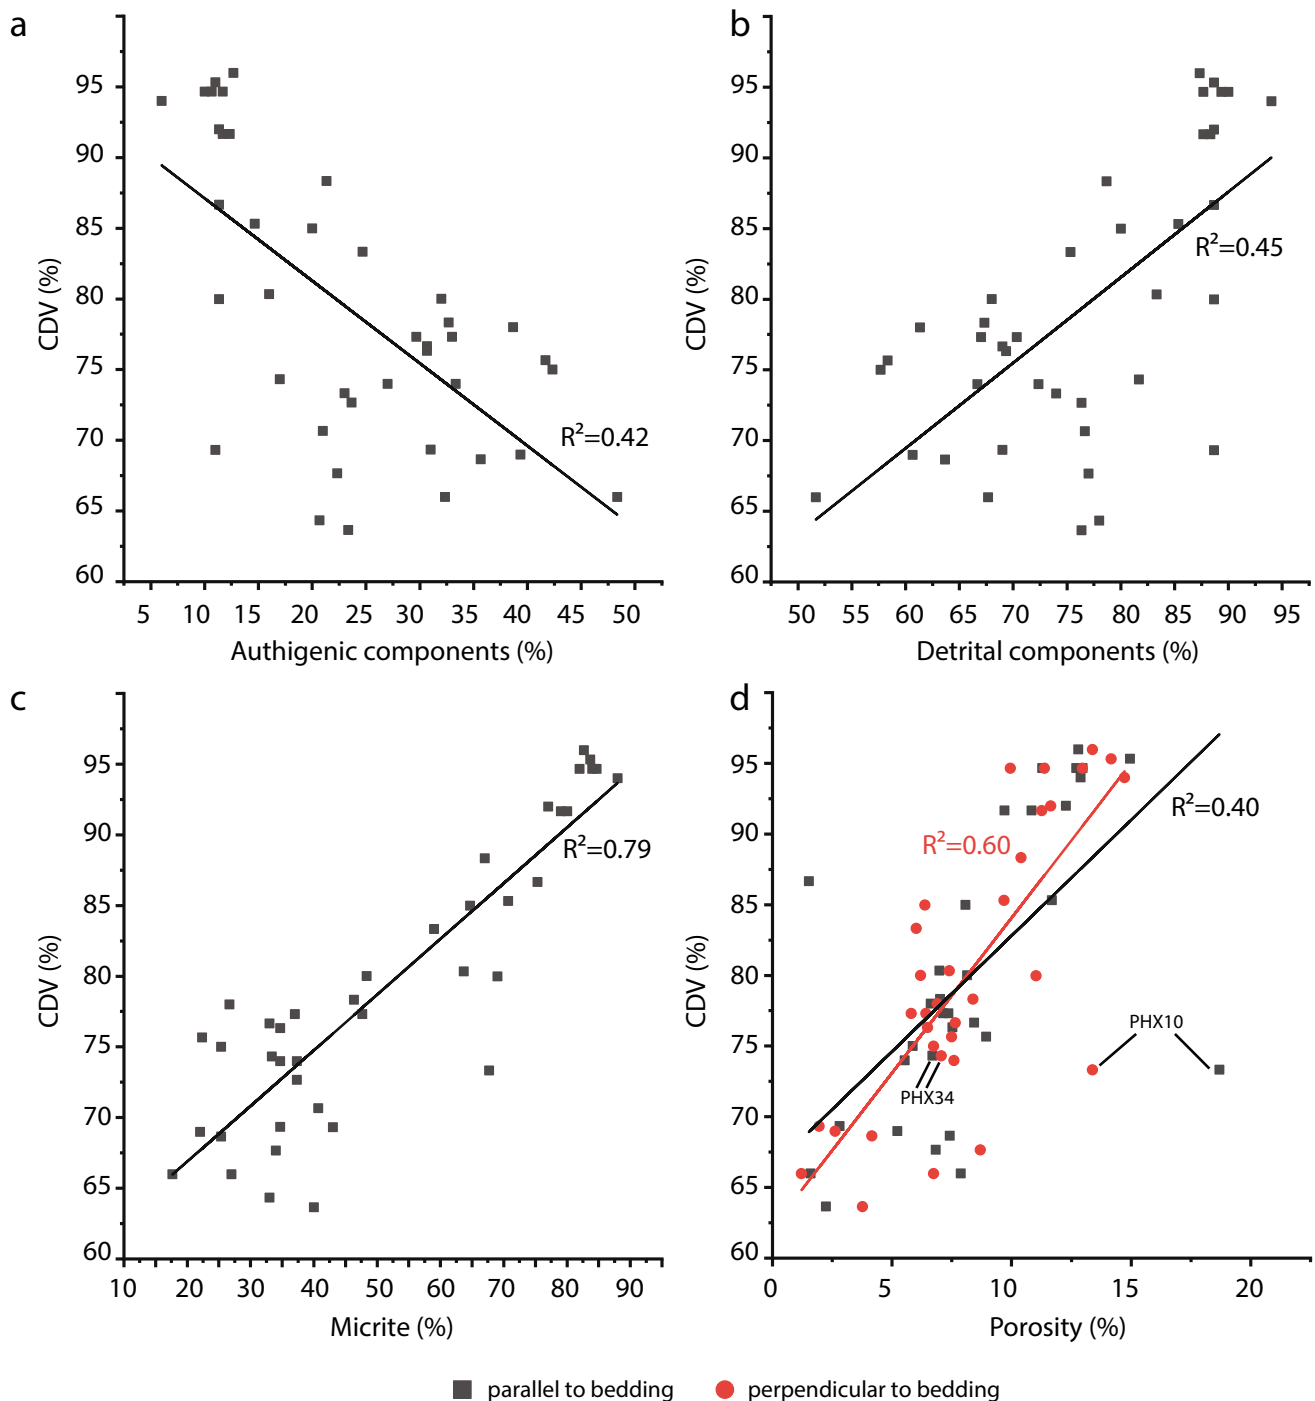 a
95
90
85
80
75
70
65
60
CDV (%)
R²=0.42
5 10 15 20 25 30 35 40 45 50
Authigenic components (%)
b
95
90
85
80
75
70
65
60
CDV (%)
R²=0.45
50 55 60 65 70 75 80 85 90 95
Detrital components (%)
c
95
90
85
80
75
70
65
60
CDV (%)
R²=0.79
10 20 30 40 50 60 70 80 90
Micrite (%)
d
95
90
85
80
75
70
65
60
CDV (%)
R²=0.60
R²=0.40
PHX10
PHX34
0 5 10 15 20
Porosity (%)
parallel to bedding
perpendicular to bedding